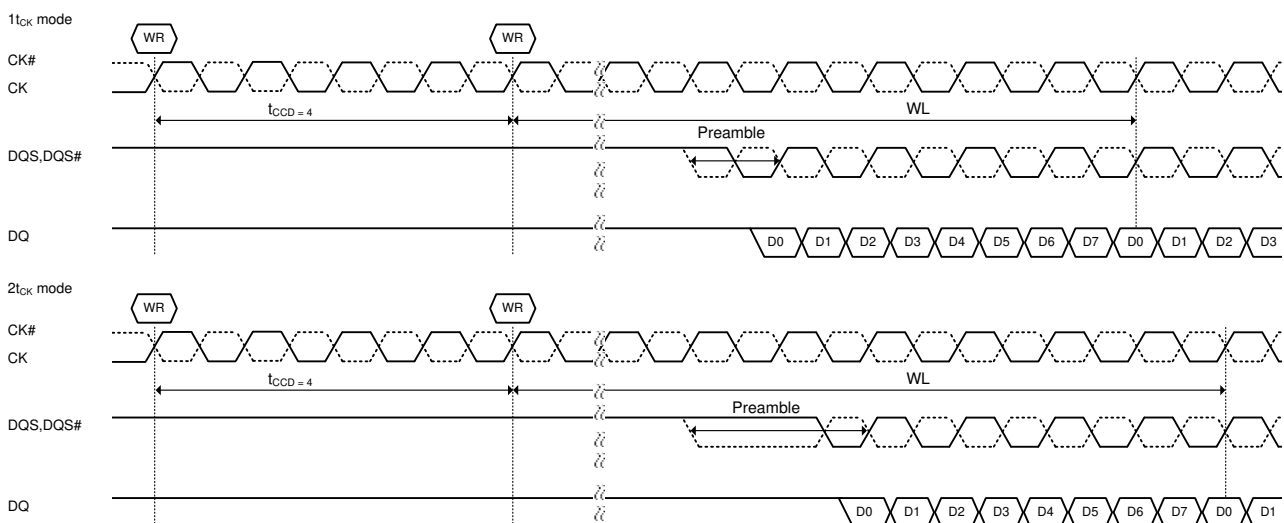 1tCK mode
WR WR
CK#
CK
tCCD = 4 WL
Preamble
DQS,DQS#
DQ D0 D1 D2 D3 D4 D5 D6 D7 D0 D1 D2 D3
2tCK mode
WR WR
CK#
CK
tCCD = 4 WL
Preamble
DQS,DQS#
DQ D0 D1 D2 D3 D4 D5 D6 D7 D0 D1